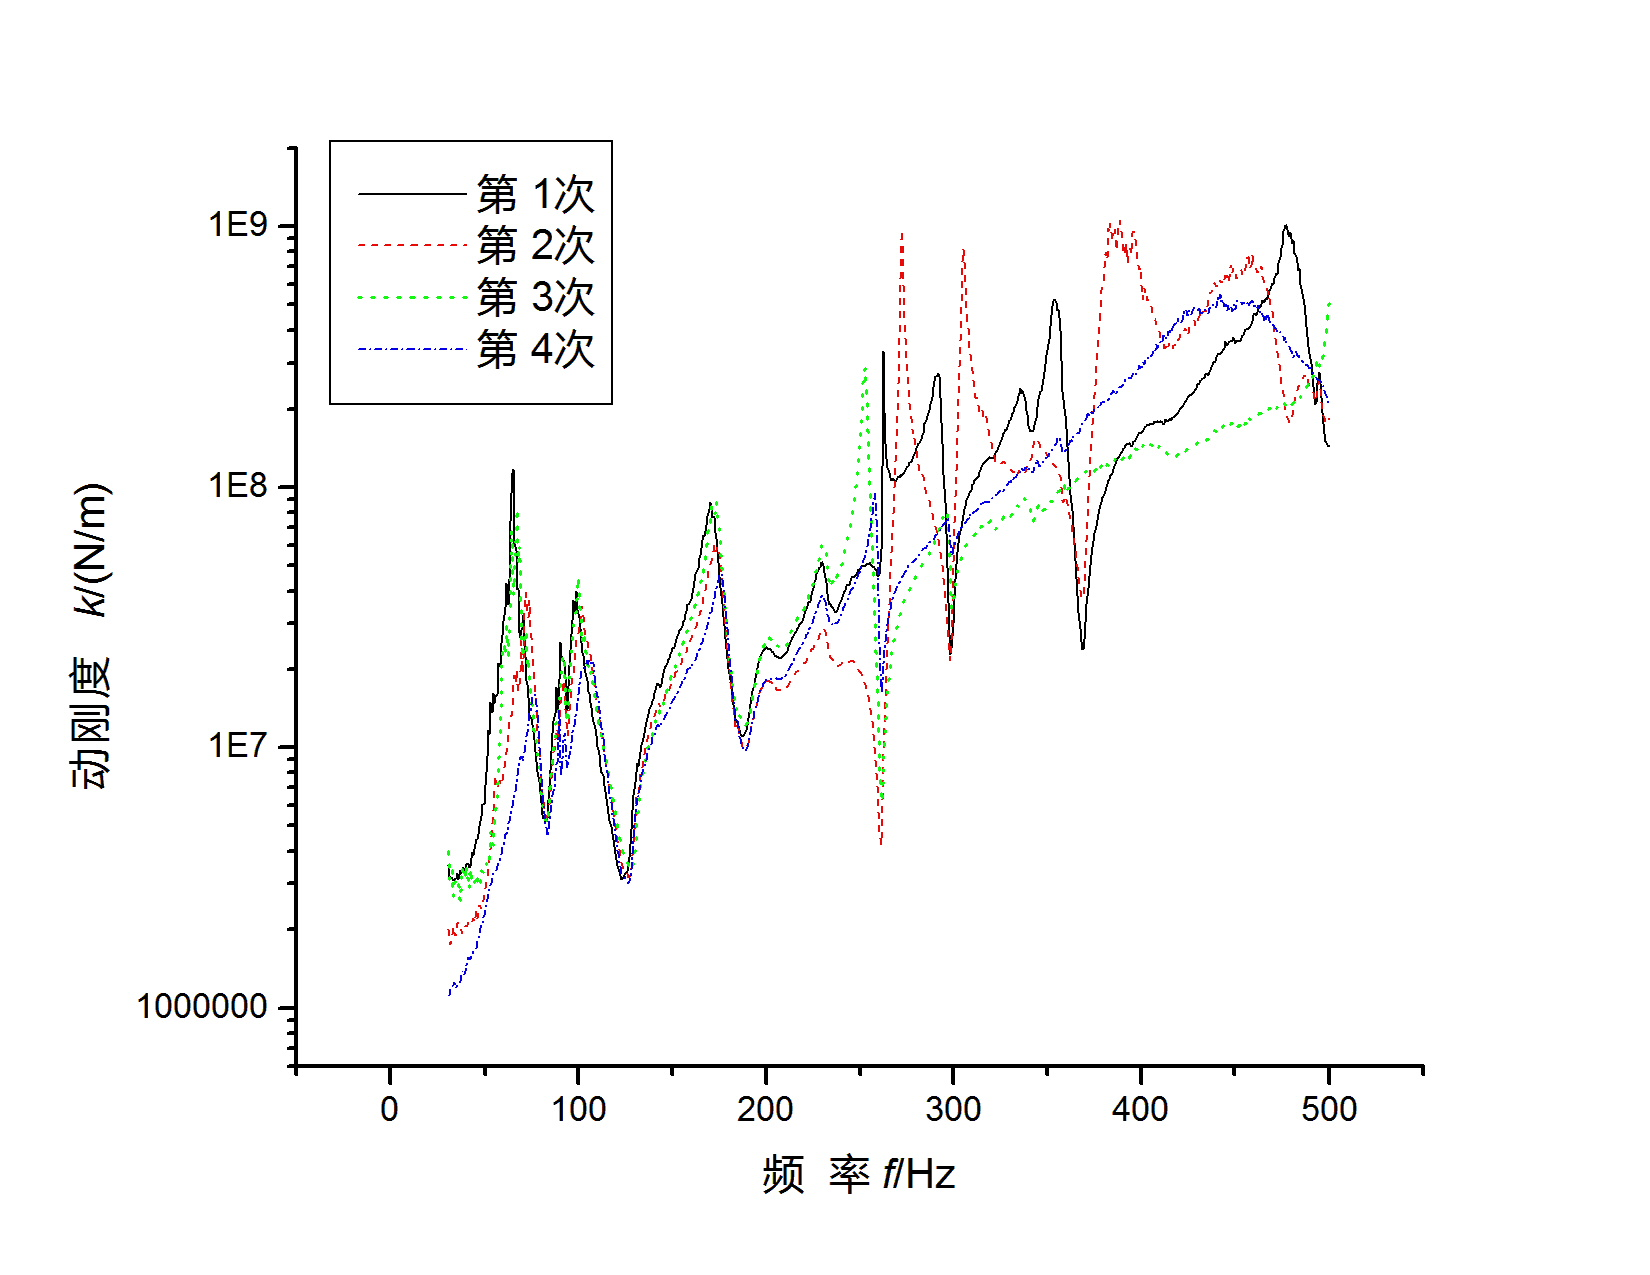 第 1次
第 2次
第 3次
第 4次
1E9
1E8
1E7
1000000
动刚度 k/(N/m)
0 100 200 300 400 500
频 率 f/Hz